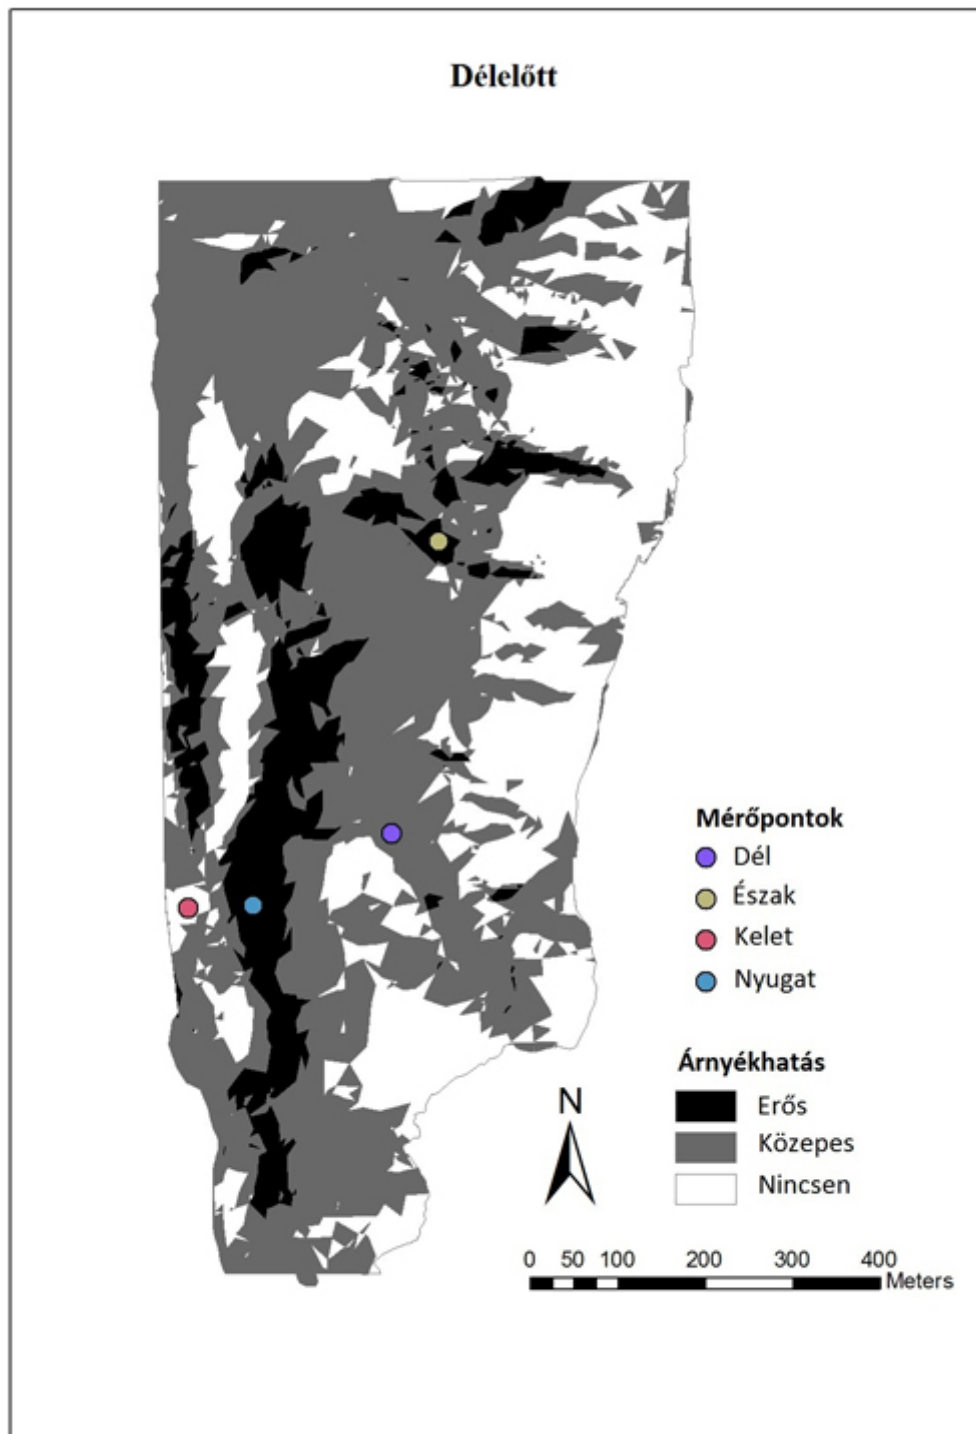 Délelőtt
Mérőpontok
Dél
Észak
Kelet
Nyugat
Árnyékhatás
Erős
Közepes
Nincsen
N
0 50 100 200 300 400
Meters